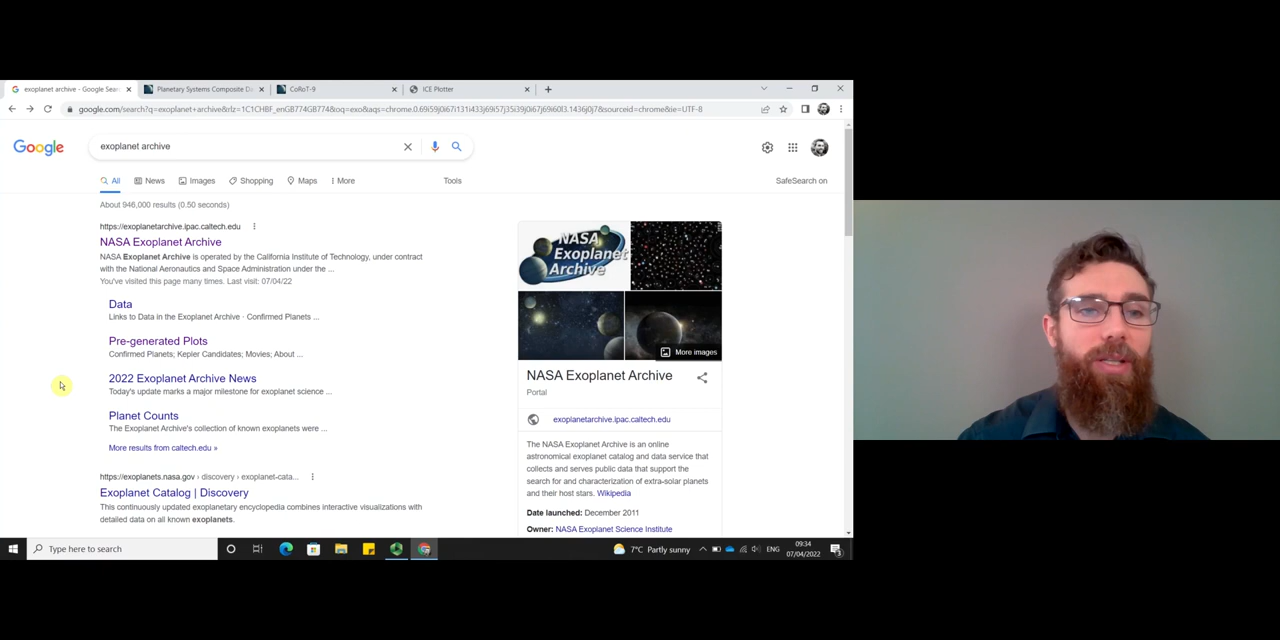 exoplanet archive - Google Sear
Planetary Systems Composite Da
CoRoT-9
ICE Plotter
google.com/search?q=exoplanet+archive&rlz=1C1CHBF_enGB774GB774&oq=exo&aqs=chrome.0.69i59j0i67i131i433j69i57j35i39j0i67j69i60l3.1436j0j7&sourceid=chrome&ie=UTF-8
Google
exoplanet archive
All
News
Images
Shopping
Maps
More
Tools
SafeSearch on
About 946,000 results (0.50 seconds)
https://exoplanetarchive.ipac.caltech.edu
NASA Exoplanet Archive
NASA Exoplanet Archive is operated by the California Institute of Technology, under contract
with the National Aeronautics and Space Administration under the ...
You've visited this page many times. Last visit: 07/04/22
Data
Links to Data in the Exoplanet Archive · Confirmed Planets ...
Pre-generated Plots
Confirmed Planets; Kepler Candidates; Movies; About ...
2022 Exoplanet Archive News
Today's update marks a major milestone for exoplanet science ...
Planet Counts
The Exoplanet Archive's collection of known exoplanets were ...
More results from caltech.edu »
https://exoplanets.nasa.gov › discovery › exoplanet-cata...
Exoplanet Catalog | Discovery
This continuously updated exoplanetary encyclopedia combines interactive visualizations with
detailed data on all known exoplanets.
NASA
Exoplanet
Archive
More images
NASA Exoplanet Archive
Portal
exoplanetarchive.ipac.caltech.edu
The NASA Exoplanet Archive is an online
astronomical exoplanet catalog and data service that
collects and serves public data that support the
search for and characterization of extra-solar planets
and their host stars. Wikipedia
Date launched: December 2011
Owner: NASA Exoplanet Science Institute
Type here to search
7°C Partly sunny
ENG
09:34
07/04/2022
3